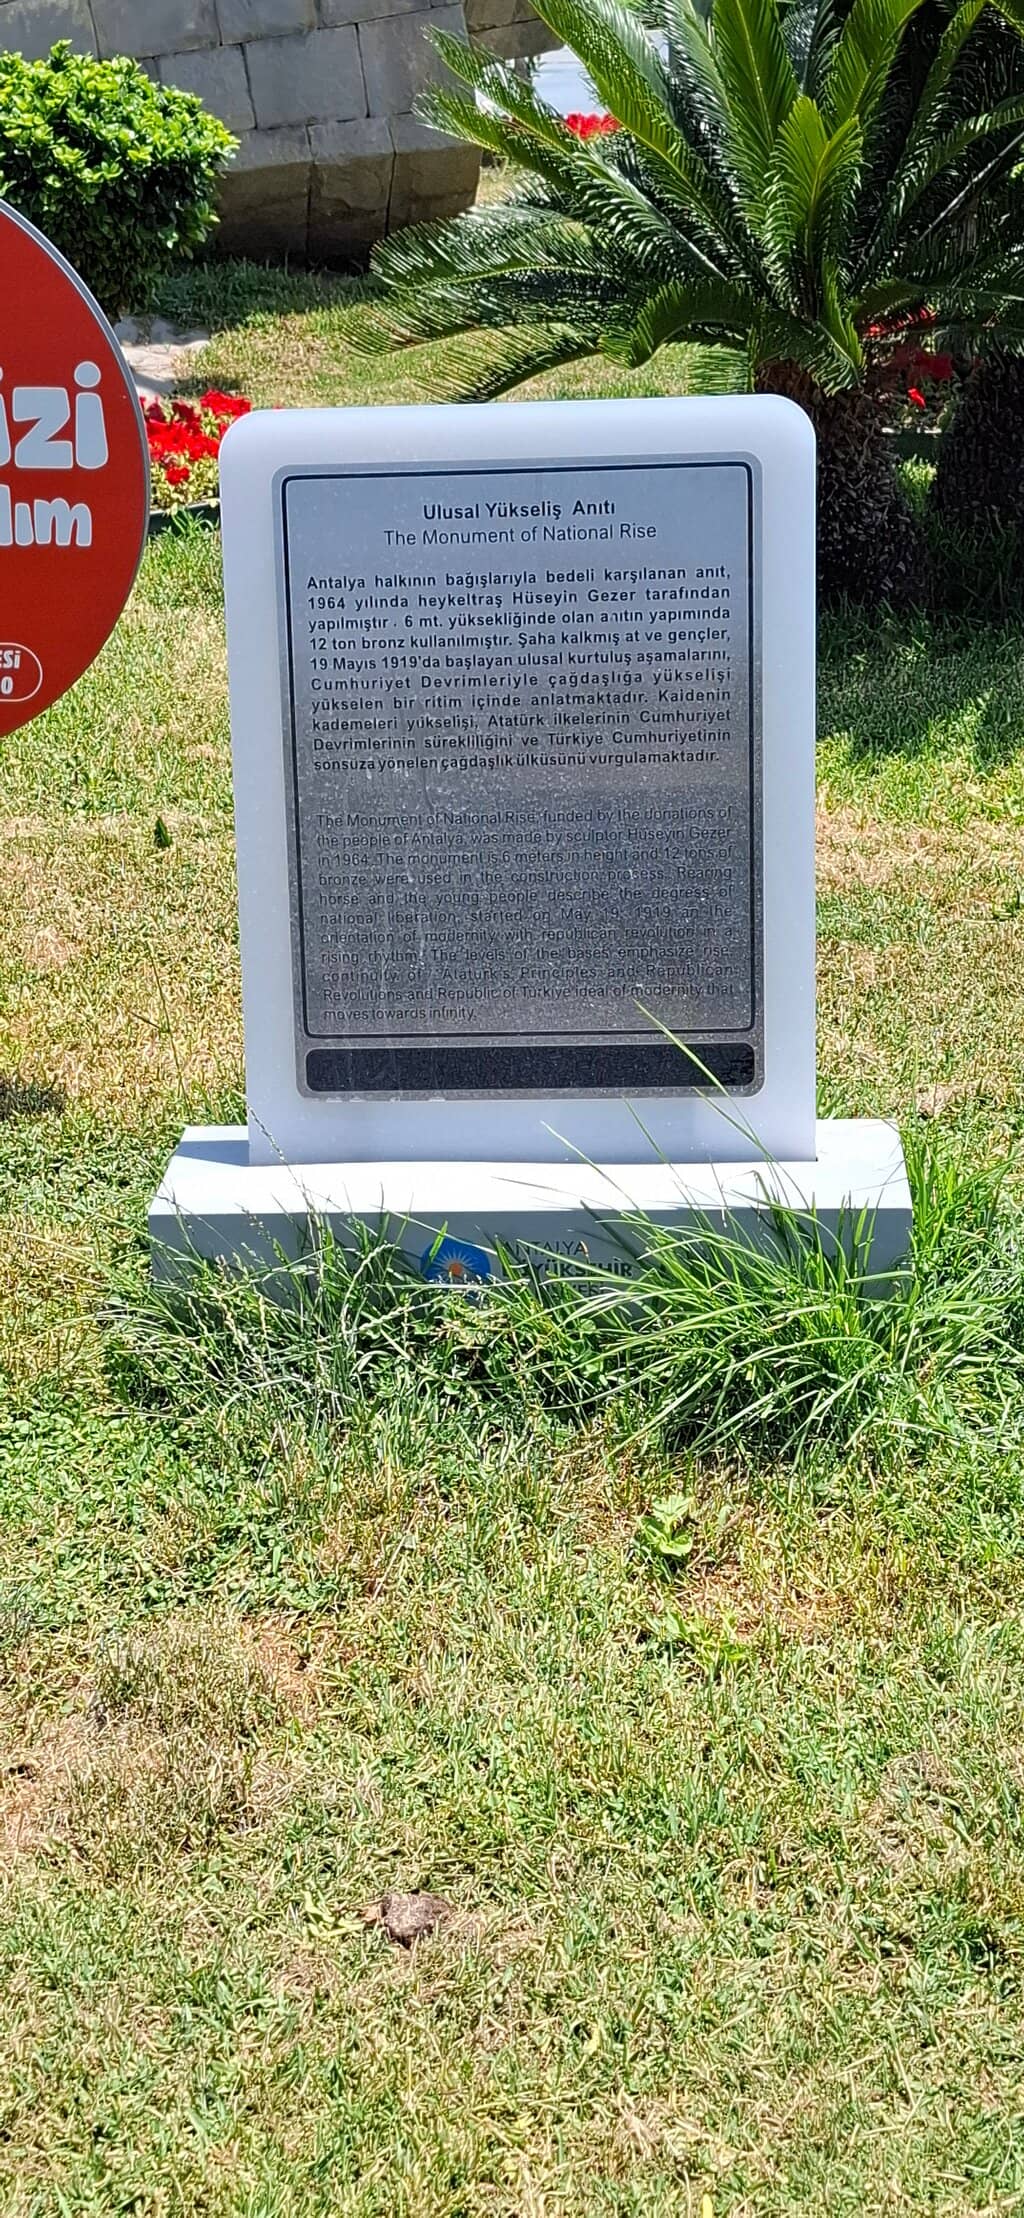 Ulusal Yükseliş Anıtı
The Monument of National Rise
Antalya halkının bağışlarıyla bedeli karşılanan anıt,
1964 yılında heykeltraş Hüseyin Gezer tarafından
yapılmıştır. 6 mt. yüksekliğinde olan anıtın yapımında
12 ton bronz kullanılmıştır. Şaha kalkmış at ve gençler,
19 Mayıs 1919'da başlayan ulusal kurtuluş aşamalarını,
Cumhuriyet Devrimleriyle çağdaşlığa yükselişi
yükselen bir ritim içinde anlatmaktadır. Kaidenin
kademeleri yükselişi, Atatürk ilkelerinin Cumhuriyet
Devrimlerinin sürekliliğini ve Türkiye Cumhuriyetinin
sonsuza yönelen çağdaşlık ülküsünü vurgulamaktadır.
The Monument of National Rise, funded by the donations of
the people of Antalya, was made by sculptor Hüseyin Gezer
in 1964. The monument is 6 meters in height and 12 tons of
bronze were used in the construction process. Rearing
horse and the young people describe the degress of
national liberation, started on May 19, 1919 an the
orientation of modernity with republican revolution in a
rising rhythm. The levels of the bases emphasize rise,
continuity of Ataturk's Principles and Republican
Revolutions and Republic of Türkiye ideal of modernity that
moves towards infinity.
izi
lım
ESİ
0
ANTALYA